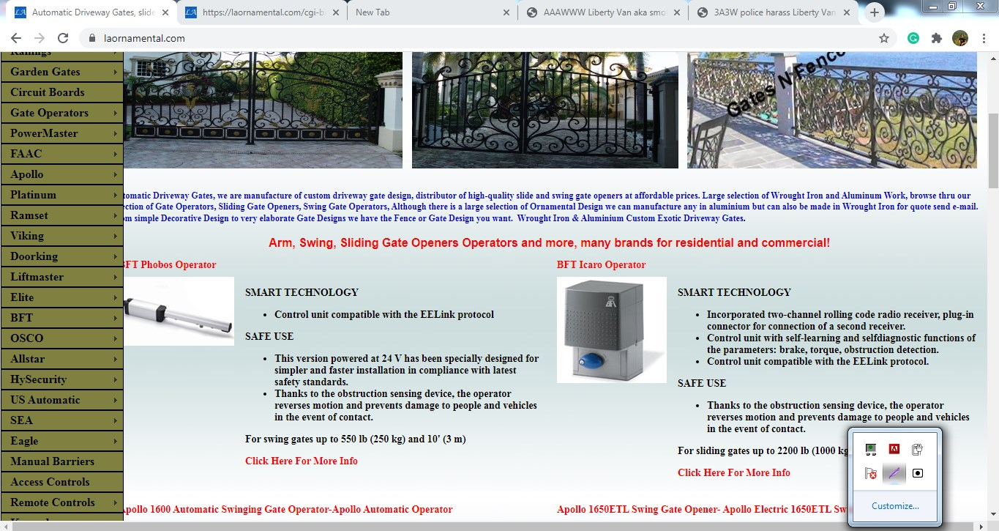 Automatic Driveway Gates, slide
https://laornamental.com/cgi-bi
New Tab
AAAWWW Liberty Van aka smo
3A3W police harass Liberty Van
laornamental.com
Railings
Garden Gates
Circuit Boards
Gate Operators
PowerMaster
FAAC
Apollo
Platinum
Ramset
Viking
Doorking
Liftmaster
Elite
BFT
OSCO
Allstar
HySecurity
US Automatic
SEA
Eagle
Manual Barriers
Access Controls
Remote Controls
Gates N Fence
tomatic Driveway Gates, we are manufacture of custom driveway gate design, distributor of high-quality slide and swing gate openers at affordable prices. Large selection of Wrought Iron and Aluminum Work, browse thru our
ection of Gate Operators, Sliding Gate Openers, Swing Gate Operators, Although there is a large selection of Ornamental Design we can manufacture any in aluminium but can also be made in Wrought Iron for quote send e-mail.
om simple Decorative Design to very elaborate Gate Designs we have the Fence or Gate Design you want. Wrought Iron & Aluminium Custom Exotic Driveway Gates.
Arm, Swing, Sliding Gate Openers Operators and more, many brands for residential and commercial!
BFT Phobos Operator
SMART TECHNOLOGY
• Control unit compatible with the EELink protocol
SAFE USE
• This version powered at 24 V has been specially designed for
simpler and faster installation in compliance with latest
safety standards.
• Thanks to the obstruction sensing device, the operator
reverses motion and prevents damage to people and vehicles
in the event of contact.
For swing gates up to 550 lb (250 kg) and 10' (3 m)
Click Here For More Info
BFT Icaro Operator
SMART TECHNOLOGY
• Incorporated two-channel rolling code radio receiver, plug-in
connector for connection of a second receiver.
• Control unit with self-learning and selfdiagnostic functions of
the parameters: brake, torque, obstruction detection.
• Control unit compatible with the EELink protocol.
SAFE USE
• Thanks to the obstruction sensing device, the operator
reverses motion and prevents damage to people and vehicles
in the event of contact.
For sliding gates up to 2200 lb (1000 kg
Click Here For More Info
Apollo 1600 Automatic Swinging Gate Operator-Apollo Automatic Operator
Apollo 1650ETL Swing Gate Opener- Apollo Electric 1650ETL Sw
Customize...